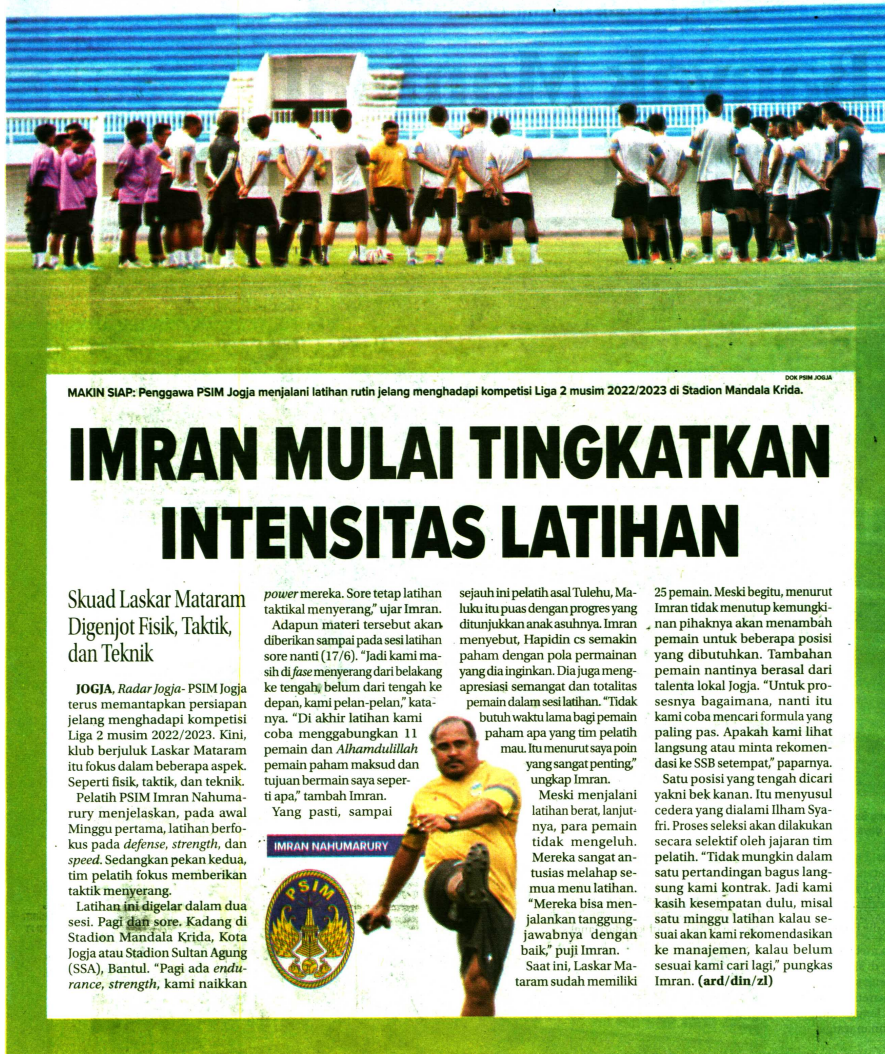 DOK PSIM JOGJA
MAKIN SIAP: Penggawa PSIM Jogja menjalani latihan rutin jelang menghadapi kompetisi Liga 2 musim 2022/2023 di Stadion Mandala Krida.
IMRAN MULAI TINGKATKAN
INTENSITAS LATIHAN
Skuad Laskar Mataram
Digenjot Fisik, Taktik,
dan Teknik
JOGJA, Radar Jogja- PSIM Jogja
terus memantapkan persiapan
jelang menghadapi kompetisi
Liga 2 musim 2022/2023. Kini,
klub berjuluk Laskar Mataram
itu fokus dalam beberapa aspek.
Seperti fisik, taktik, dan teknik.
Pelatih PSIM Imran Nahuma-
rury menjelaskan, pada awal
Minggu pertama, latihan berfo-
kus pada defense, strength, dan
speed. Sedangkan pekan kedua,
tim pelatih fokus memberikan
taktik menyerang.
Latihan ini digelar dalam dua
sesi. Pagi dan sore. Kadang di
Stadion Mandala Krida, Kota
Jogja atau Stadion Sultan Agung
(SSA), Bantul. “Pagi ada endu-
rance, strength, kami naikkan
power mereka. Sore tetap latihan
taktikal menyerang,” ujar Imran.
Adapun materi tersebut akan
diberikan sampai pada sesi latihan
sore nanti (17/6). “Jadi kami ma-
sih di fase menyerang dari belakang
ke tengah, belum dari tengah ke
depan, kami pelan-pelan,” kata-
nya. “Di akhir latihan kami
coba menggabungkan 11
pemain dan Alhamdulillah
pemain paham maksud dan
tujuan bermain saya seper-
ti apa,” tambah Imran.
Yang pasti, sampai
IMRAN NAHUMARURY
PSIM
sejauh ini pelatih asal Tulehu, Ma-
luku itu puas dengan progres yang
ditunjukkan anak asuhnya. Imran
menyebut, Hapidin cs semakin
paham dengan pola permainan
yang dia inginkan. Dia juga meng-
apresiasi semangat dan totalitas
pemain dalam sesi latihan. “Tidak
butuh waktu lama bagi pemain
paham apa yang tim pelatih
mau. Itu menurut saya poin
yang sangat penting,”
ungkap Imran.
Meski menjalani
latihan berat, lanjut-
nya, para pemain
tidak mengeluh.
Mereka sangat an-
tusias melahap se-
mua menu latihan.
“Mereka bisa men-
jalankan tanggung-
jawabnya dengan
baik,” puji Imran.
Saat ini, Laskar Ma-
taram sudah memiliki
25 pemain. Meski begitu, menurut
Imran tidak menutup kemungki-
nan pihaknya akan menambah
pemain untuk beberapa posisi
yang dibutuhkan. Tambahan
pemain nantinya berasal dari
talenta lokal Jogja. “Untuk pro-
sesnya bagaimana, nanti itu
kami coba mencari formula yang
paling pas. Apakah kami lihat
langsung atau minta rekomen-
dasi ke SSB setempat,” paparnya.
Satu posisi yang tengah dicari
yakni bek kanan. Itu menyusul
cedera yang dialami Ilham Sya-
fri. Proses seleksi akan dilakukan
secara selektif oleh jajaran tim
pelatih. “Tidak mungkin dalam
satu pertandingan bagus lang-
sung kami kontrak. Jadi kami
kasih kesempatan dulu, misal
satu minggu latihan kalau se-
suai akan kami rekomendasikan
ke manajemen, kalau belum
sesuai kami cari lagi,” pungkas
Imran. (ard/din/zl)